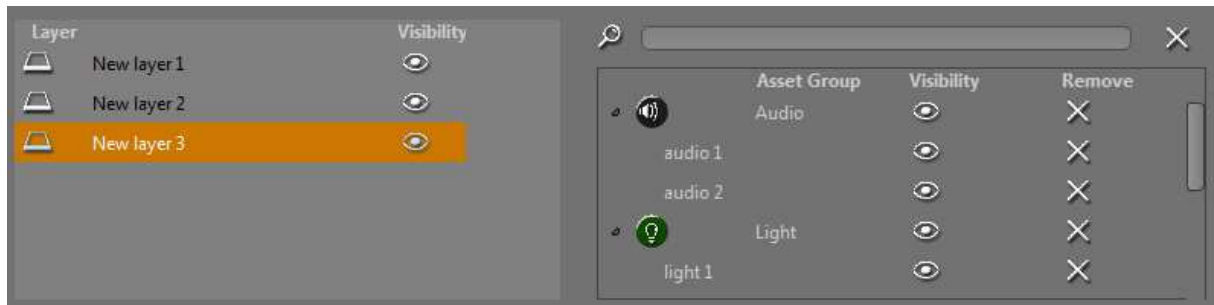 Layer Visibility
New layer 1
New layer 2
New layer 3
Asset Group Visibility Remove
Audio
audio 1
audio 2
Light
light 1